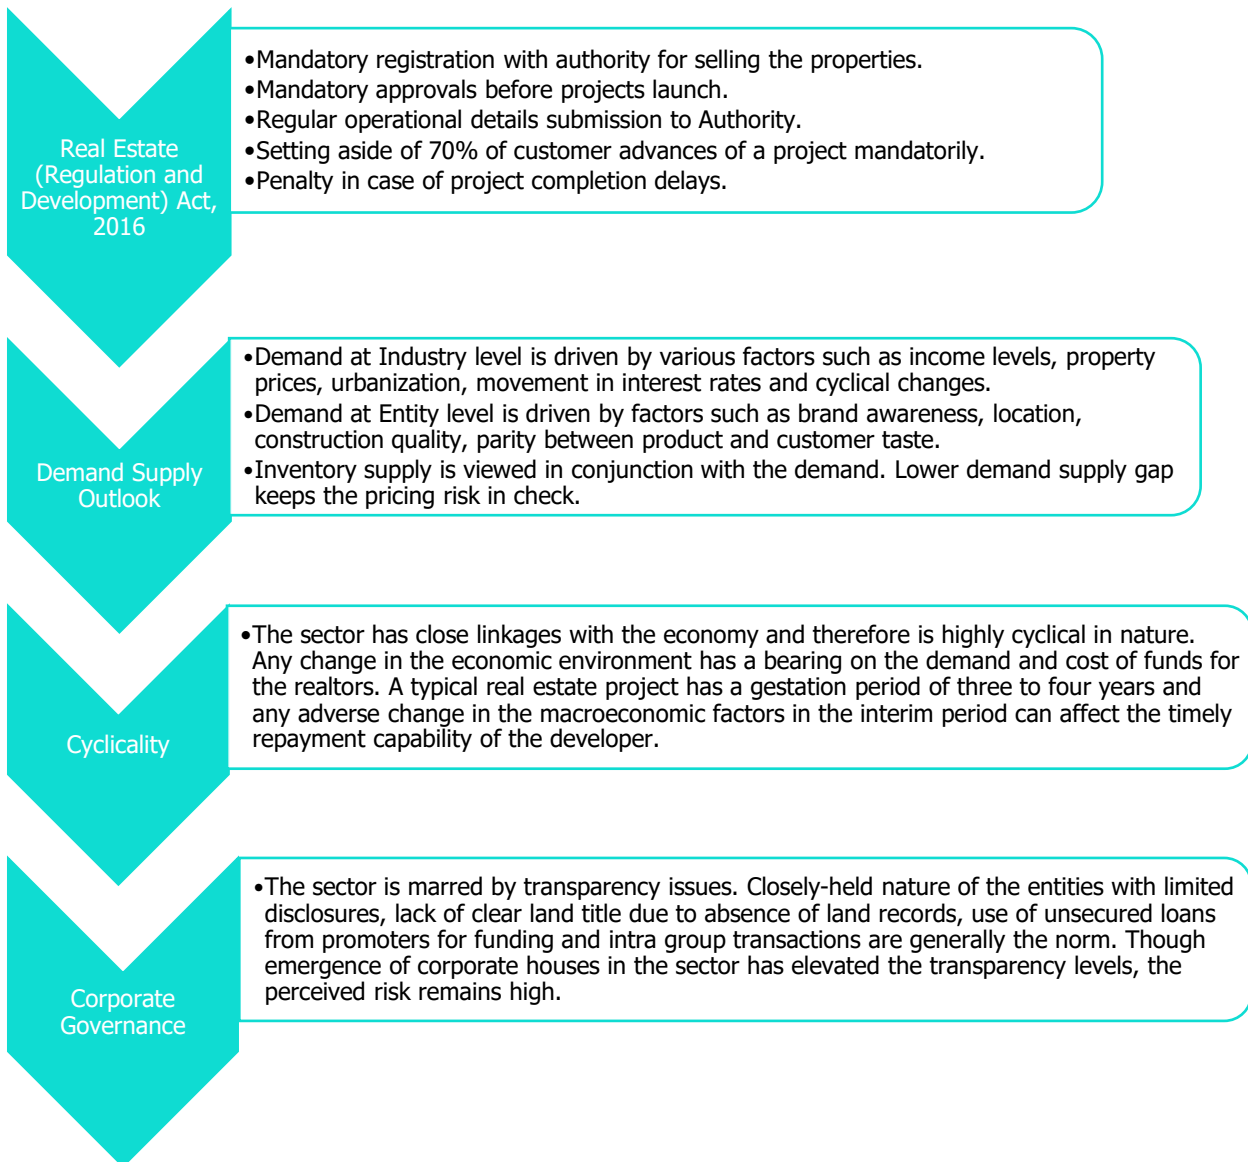 Real Estate
(Regulation and
Development) Act,
2016
•Mandatory registration with authority for selling the properties.
•Mandatory approvals before projects launch.
•Regular operational details submission to Authority.
•Setting aside of 70% of customer advances of a project mandatorily.
•Penalty in case of project completion delays.
Demand Supply
Outlook
•Demand at Industry level is driven by various factors such as income levels, property
prices, urbanization, movement in interest rates and cyclical changes.
•Demand at Entity level is driven by factors such as brand awareness, location,
construction quality, parity between product and customer taste.
•Inventory supply is viewed in conjunction with the demand. Lower demand supply gap
keeps the pricing risk in check.
Cyclicality
•The sector has close linkages with the economy and therefore is highly cyclical in nature.
Any change in the economic environment has a bearing on the demand and cost of funds for
the realtors. A typical real estate project has a gestation period of three to four years and
any adverse change in the macroeconomic factors in the interim period can affect the timely
repayment capability of the developer.
Corporate
Governance
•The sector is marred by transparency issues. Closely-held nature of the entities with limited
disclosures, lack of clear land title due to absence of land records, use of unsecured loans
from promoters for funding and intra group transactions are generally the norm. Though
emergence of corporate houses in the sector has elevated the transparency levels, the
perceived risk remains high.